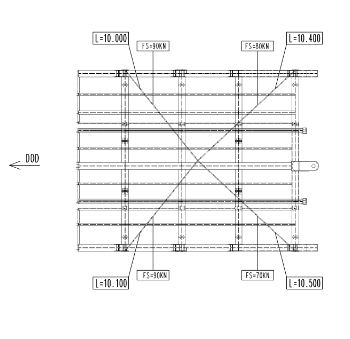 L=10.000
L=10.400
FS=90KN
FS=80KN
DOD
FS=90KN
FS=70KN
L=10.100
L=10.500